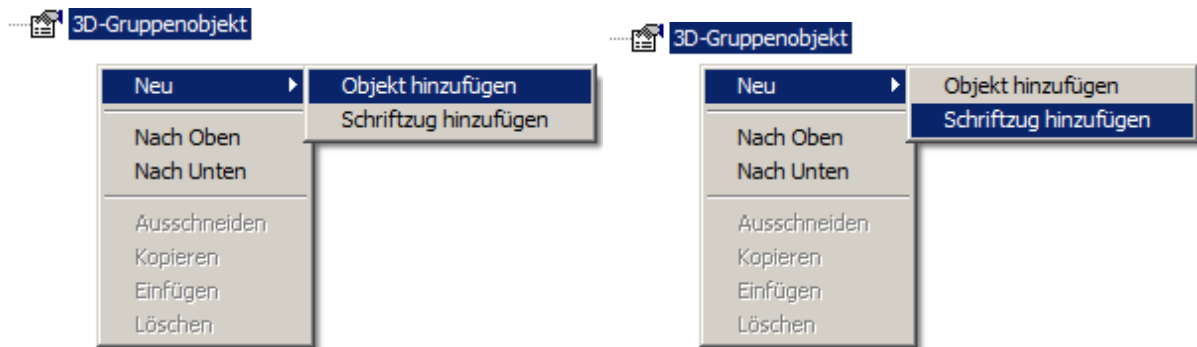 3D-Gruppenobjekt
Neu
Objekt hinzufügen
Schriftzug hinzufügen
Nach Oben
Nach Unten
Ausschneiden
Kopieren
Einfügen
Löschen
3D-Gruppenobjekt
Neu
Objekt hinzufügen
Schriftzug hinzufügen
Nach Oben
Nach Unten
Ausschneiden
Kopieren
Einfügen
Löschen